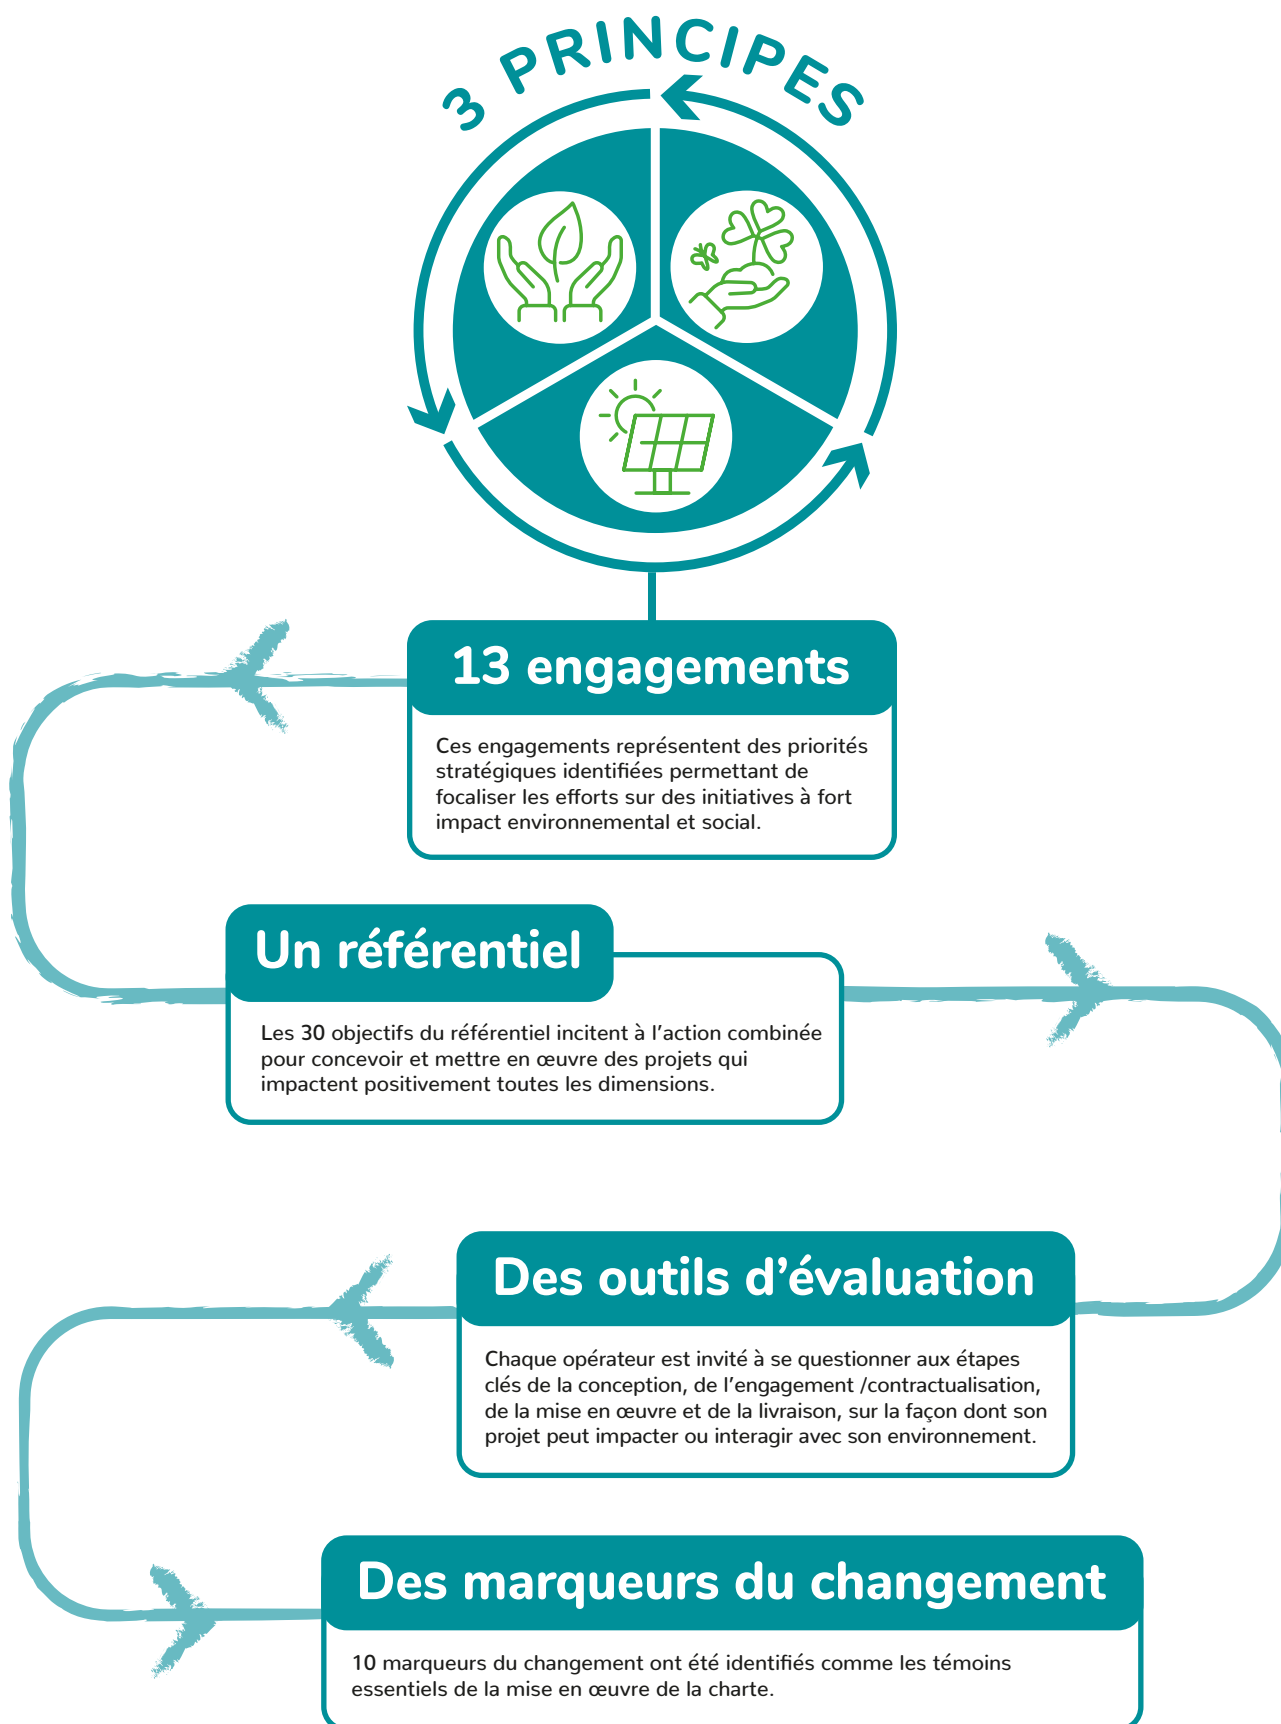 3 PRINCIPES
13 engagements
Ces engagements représentent des priorités
stratégiques identifiées permettant de
focaliser les efforts sur des initiatives à fort
impact environnemental et social.
Un référentiel
Les 30 objectifs du référentiel incitent à l’action combinée
pour concevoir et mettre en œuvre des projets qui
impactent positivement toutes les dimensions.
Des outils d’évaluation
Chaque opérateur est invité à se questionner aux étapes
clés de la conception, de l’engagement /contractualisation,
de la mise en œuvre et de la livraison, sur la façon dont son
projet peut impacter ou interagir avec son environnement.
Des marqueurs du changement
10 marqueurs du changement ont été identifiés comme les témoins
essentiels de la mise en œuvre de la charte.